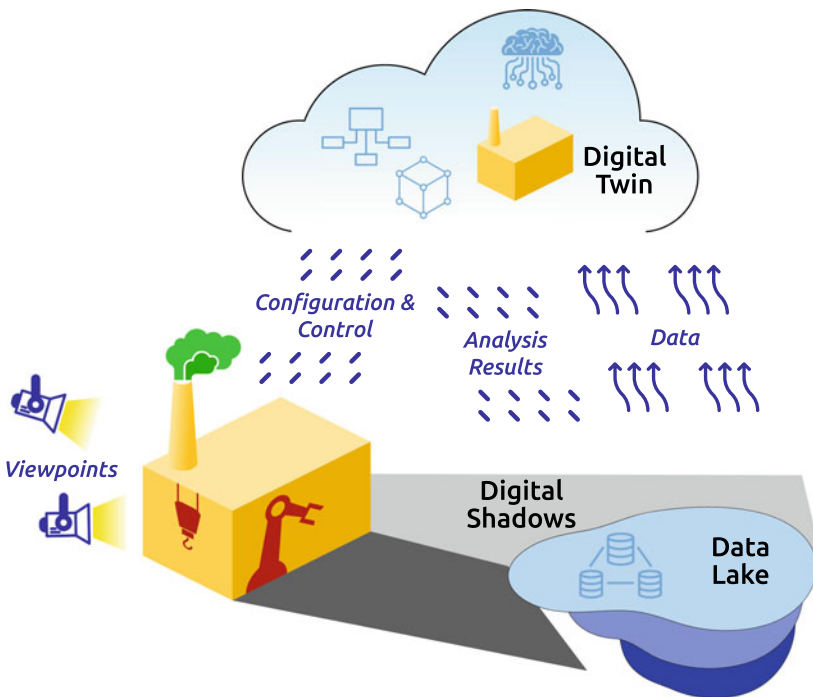 Digital
Twin
Configuration &
Control
Analysis
Results
Data
Viewpoints
Digital
Shadows
Data
Lake